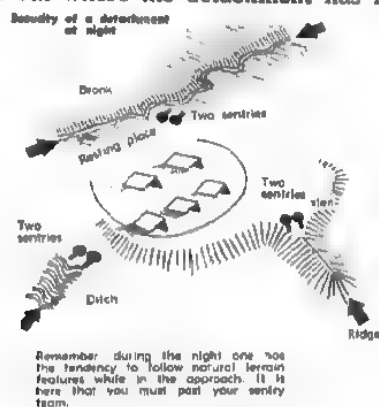 Security of a detachment
at night
Brook
Two sentries
Resting place
Two
sentries
Two
sentries
Ditch
Ridge
Remember during the night one has
the tendency to follow natural terrain
features while in the approach. It is
here that you must post your sentry
team.